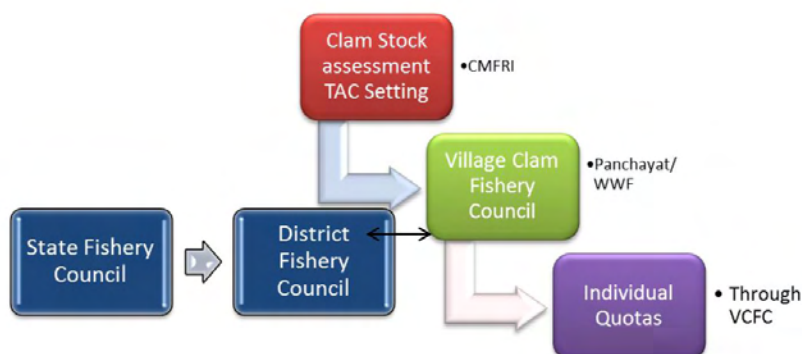 Clam Stock
assessment
TAC Setting
•CMFRI
Village Clam
Fishery
Council
•Panchayat/
WWF
State Fishery
Council
District
Fishery
Council
Individual
Quotas
• Through
VCFC